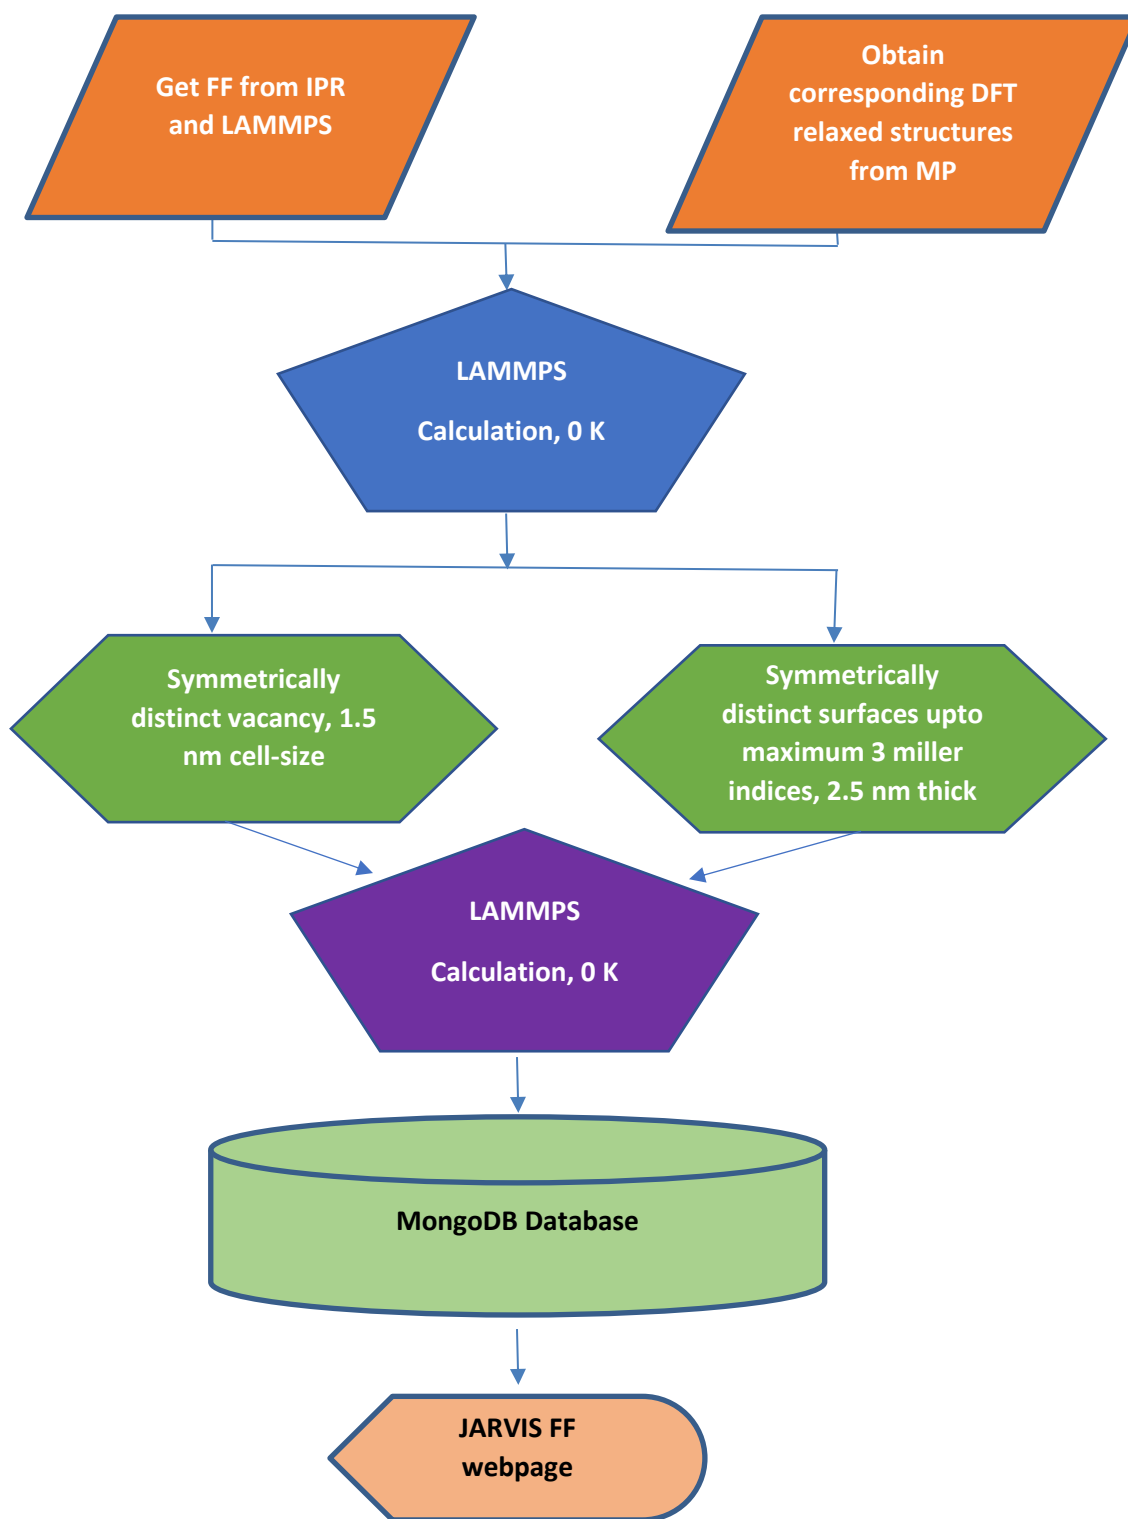 Get FF from IPR
and LAMMPS
Obtain
corresponding DFT
relaxed structures
from MP
LAMMPS
Calculation, 0 K
Symmetrically
distinct vacancy, 1.5
nm cell-size
Symmetrically
distinct surfaces upto
maximum 3 miller
indices, 2.5 nm thick
LAMMPS
Calculation, 0 K
MongoDB Database
JARVIS FF
webpage